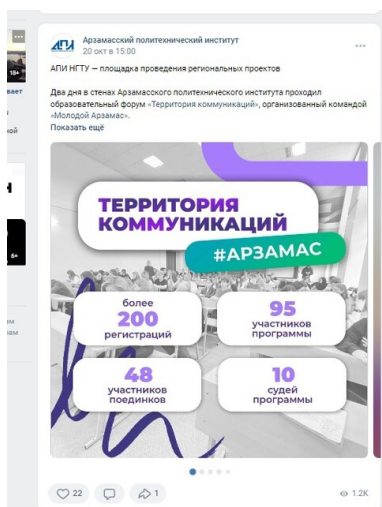 АПИ
Арзамасский политехнический институт
20 окт в 15:00
АПИ НГТУ – площадка проведения региональных проектов
Два дня в стенах Арзамасского политехнического института проходил
образовательный форум «Территория коммуникаций», организованный командой
«Молодой Арзамас».
Показать ещё
18+
ТЕРРИТОРИЯ
КОММУНИКАЦИЙ
#АРЗАМАС
более
200
регистраций
95
участников
программы
48
участников
поединков
10
судей
программы
22
1
1.2K